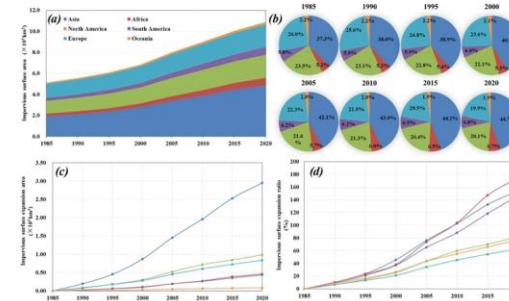 Asia
Africa
North America
South America
Europe
Oceania
(a)
Impervious surface area
12.0
10.0
8.0
6.0
4.0
2.0
0.0
1985 1990 1995 2000 2005 2010 2015 2020
(b)
1985 1990 1995 2000
2005 2010 2015 2020
37.3%
23.9%
26.0%
38.0%
23.1%
25.6%
38.9%
22.8%
24.8%
22.1%
23.6%
42.1%
21.4%
22.3%
43.0%
21.3%
21.5%
44.2%
20.6%
20.5%
20.1%
19.9%
(c)
Impervious surface expansion area
3.50
3.00
2.50
2.00
1.50
1.00
0.50
0.00
1985 1990 1995 2000 2005 2010 2015 2020
(d)
Impervious surface expansion ratio
(%)
200
180
160
140
120
100
80
60
40
20
0
1985 1990 1995 2000 2005 2010 2015